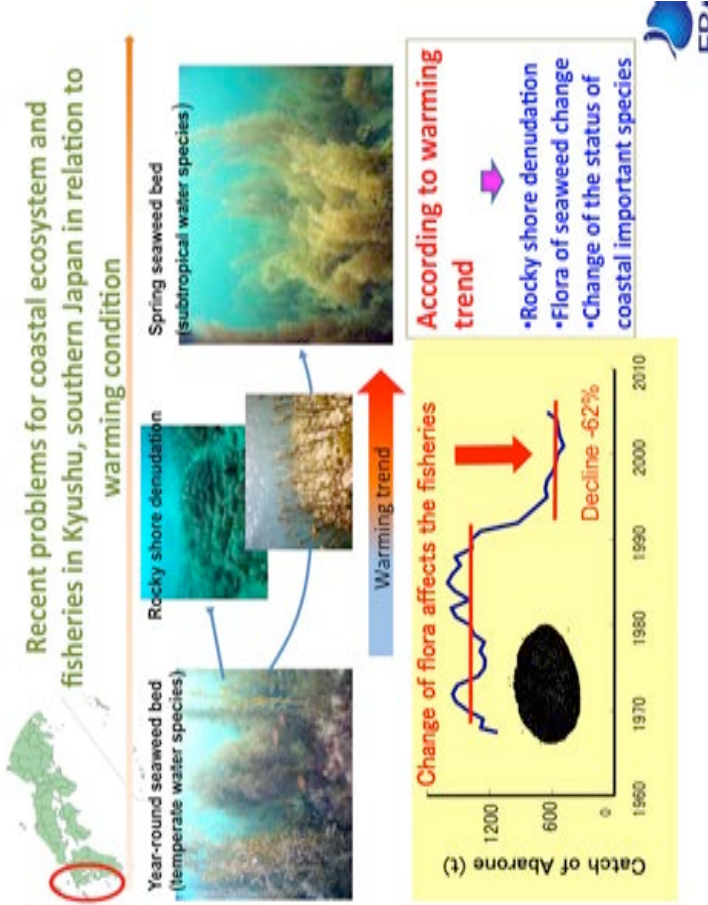 Recent problems for coastal ecosystem and
fisheries in Kyushu, southern Japan in relation to
warming condition
Year-round seaweed bed
(temperate water species)
Rocky shore denudation
Spring seaweed bed
(subtropical water species)
Warming trend
Change of flora affects the fisheries
Catch of Abarone (t)
1200
600
0
1960
1970
1980
1990
2000
2010
Decline -62%
According to warming
trend
•Rocky shore denudation
•Flora of seaweed change
•Change of the status of
coastal important species